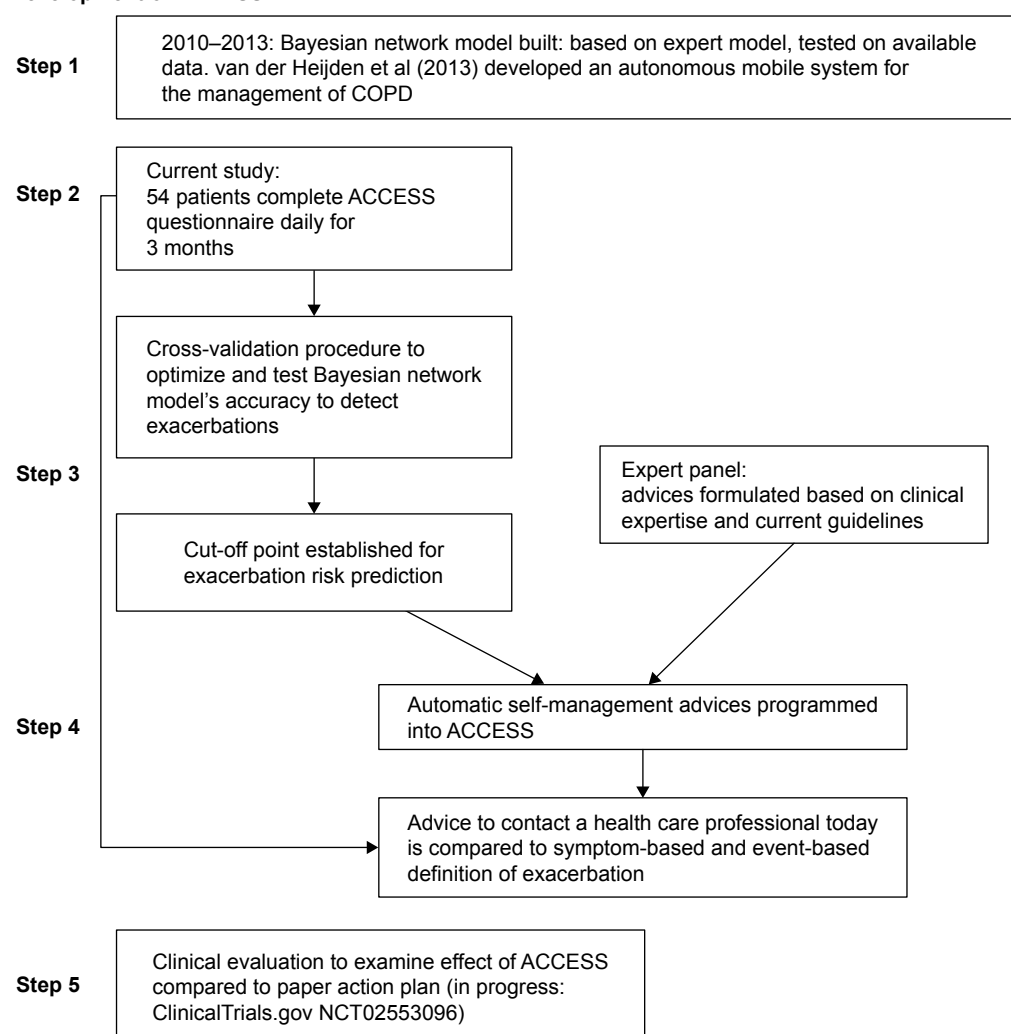 Step 1
2010–2013: Bayesian network model built: based on expert model, tested on available
data. van der Heijden et al (2013) developed an autonomous mobile system for
the management of COPD
Step 2
Current study:
54 patients complete ACCESS
questionnaire daily for
3 months
Cross-validation procedure to
optimize and test Bayesian network
model's accuracy to detect
exacerbations
Step 3
Expert panel:
advices formulated based on clinical
expertise and current guidelines
Cut-off point established for
exacerbation risk prediction
Step 4
Automatic self-management advices programmed
into ACCESS
Advice to contact a health care professional today
is compared to symptom-based and event-based
definition of exacerbation
Step 5
Clinical evaluation to examine effect of ACCESS
compared to paper action plan (in progress:
ClinicalTrials.gov NCT02553096)